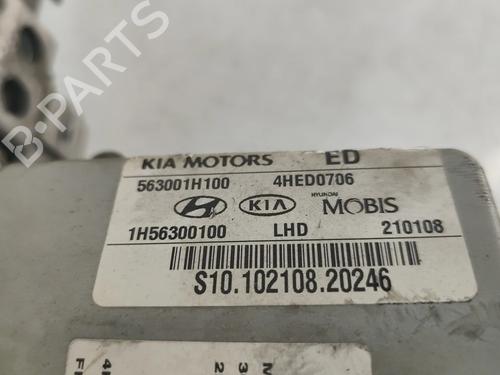 KIA MOTORS ED
563001H100 4HED0706
KIA HYUNDAI MOBIS
1H56300100 LHD 210108
S10.102108.20246
B-PARTS